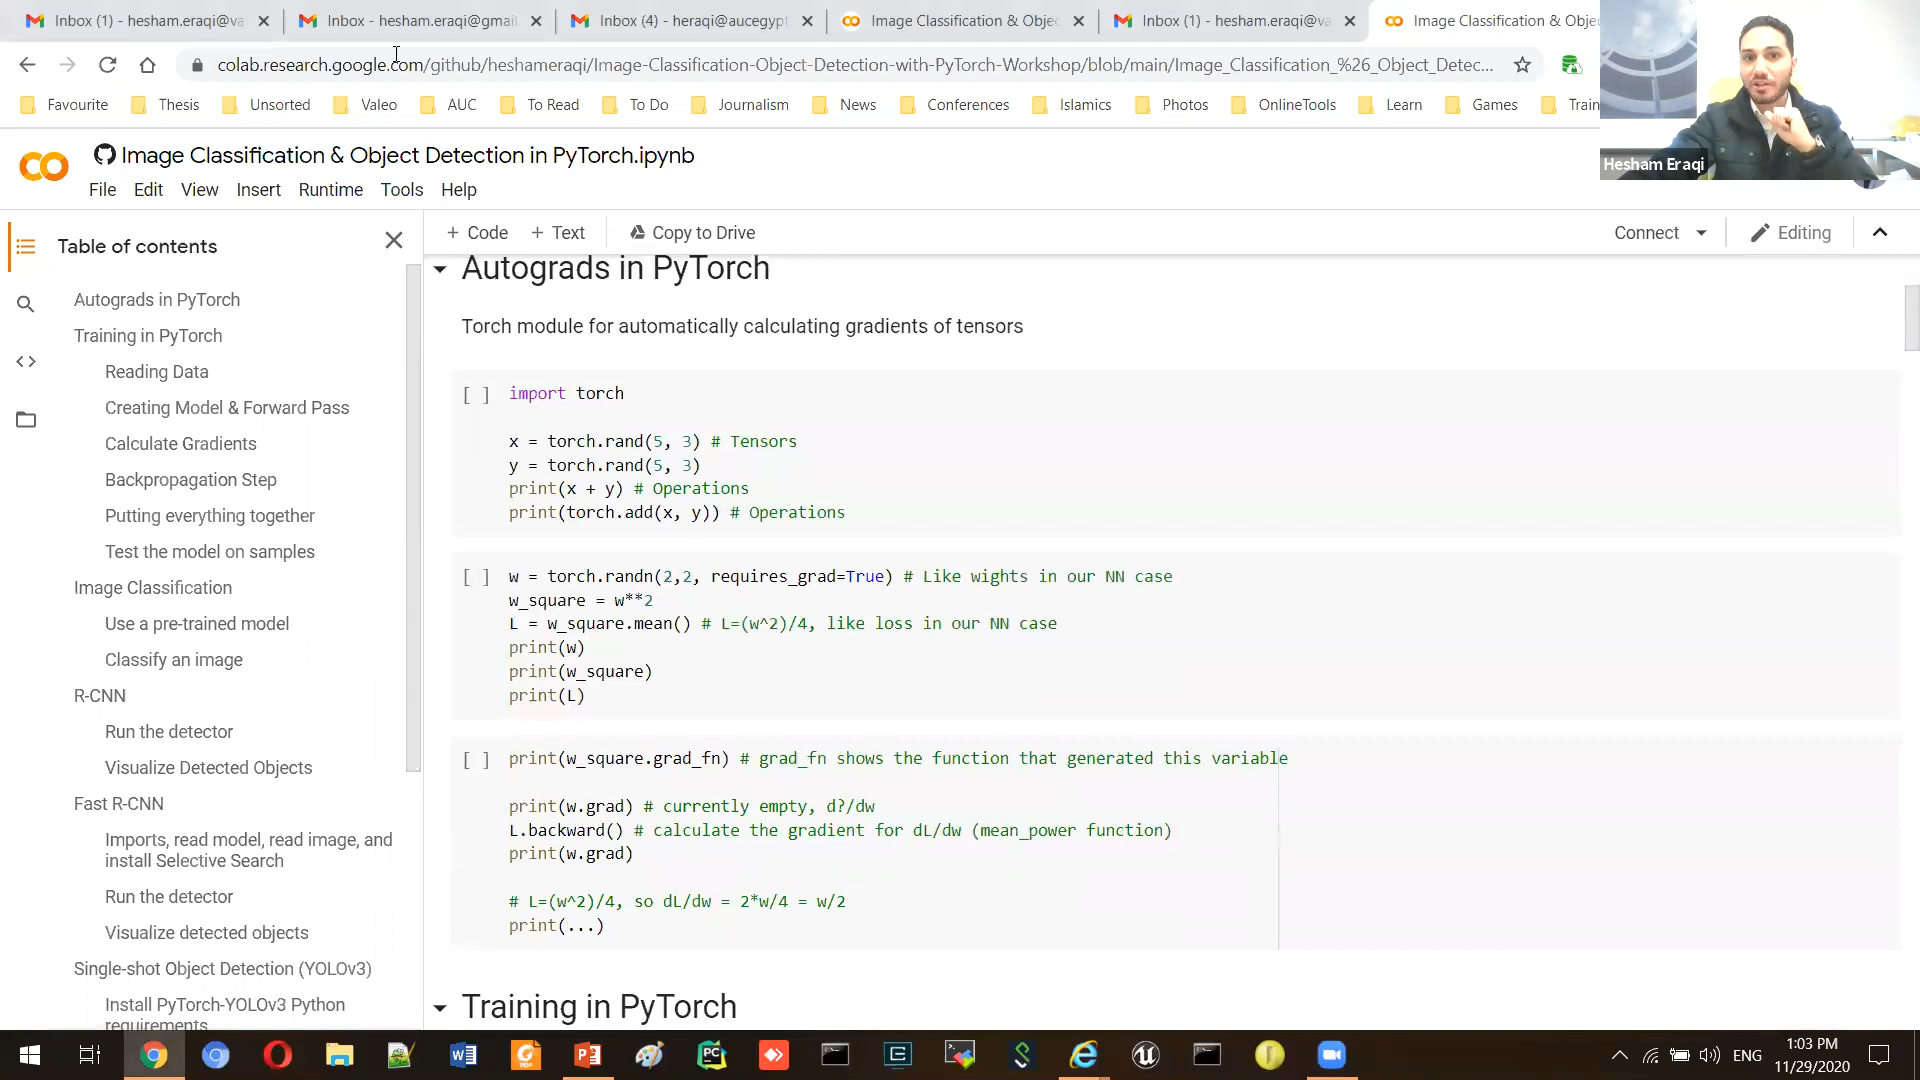 Inbox (1) - hesham.eraqi@va
Inbox - hesham.eraqi@gmai
Inbox (4) - heraqi@aucegypt
Image Classification & Objec
Inbox (1) - hesham.eraqi@va
Image Classification & Obje
colab.research.google.com/github/heshameraqi/Image-Classification-Object-Detection-with-PyTorch-Workshop/blob/main/Image_Classification_%26_Object_Detec...
Favourite
Thesis
Unsorted
Valeo
AUC
To Read
To Do
Journalism
News
Conferences
Islamics
Photos
OnlineTools
Learn
Games
Train
Hesham Eraqi
Image Classification & Object Detection in PyTorch.ipynb
File Edit View Insert Runtime Tools Help
Table of contents
+ Code + Text Copy to Drive
Connect
Editing
Autograds in PyTorch
Training in PyTorch
Reading Data
Creating Model & Forward Pass
Calculate Gradients
Backpropagation Step
Putting everything together
Test the model on samples
Image Classification
Use a pre-trained model
Classify an image
R-CNN
Run the detector
Visualize Detected Objects
Fast R-CNN
Imports, read model, read image, and
install Selective Search
Run the detector
Visualize detected objects
Single-shot Object Detection (YOLOv3)
Install PyTorch-YOLOv3 Python
requirements
Autograds in PyTorch
Torch module for automatically calculating gradients of tensors
[ ] import torch
x = torch.rand(5, 3) # Tensors
y = torch.rand(5, 3)
print(x + y) # Operations
print(torch.add(x, y)) # Operations
[ ] w = torch.randn(2,2, requires_grad=True) # Like wights in our NN case
w_square = w**2
L = w_square.mean() # L=(w^2)/4, like loss in our NN case
print(w)
print(w_square)
print(L)
[ ] print(w_square.grad_fn) # grad_fn shows the function that generated this variable
print(w.grad) # currently empty, d?/dw
L.backward() # calculate the gradient for dL/dw (mean_power function)
print(w.grad)
# L=(w^2)/4, so dL/dw = 2*w/4 = w/2
print(...)
Training in PyTorch
ENG
1:03 PM
11/29/2020